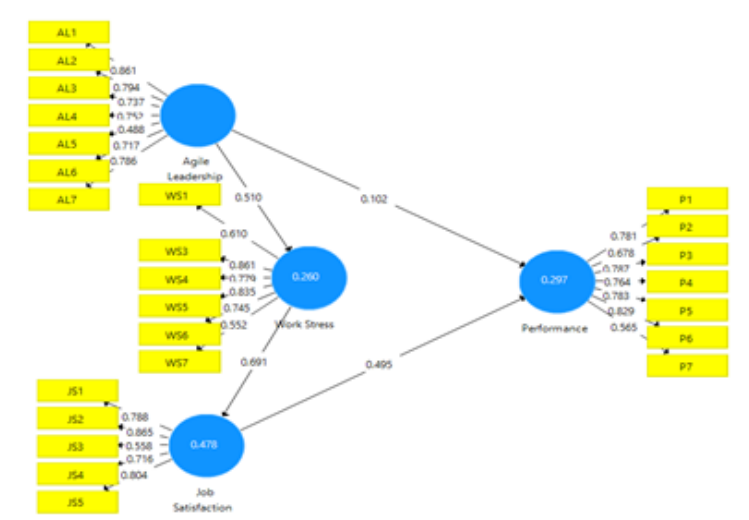 AL1
AL2
AL3
AL4
AL5
AL6
AL7
0.861
0.794
0.737
0.752
0.488
0.717
0.786
Agile
Leadership
0.510
0.102
WS1
WS3
WS4
WS5
WS6
WS7
0.610
0.861
0.779
0.835
0.745
0.552
0.260
Work Stress
0.691
0.495
JS1
JS2
JS3
JS4
JS5
0.788
0.865
0.558
0.716
0.804
0.478
Job
Satisfaction
0.297
Performance
0.781
0.678
0.764
0.783
0.829
0.565
P1
P2
P3
P4
P5
P6
P7